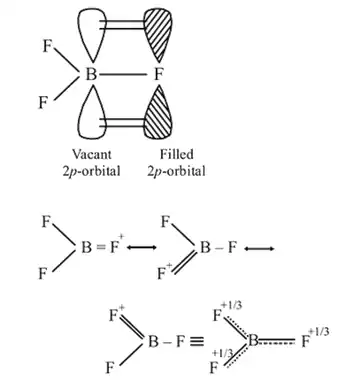 F
B F
F
Vacant Filled
2p-orbital 2p-orbital
F F
B = F+ B – F
F F+
F+ F+1/3
B – F ≡ B F+1/3
F F+1/3